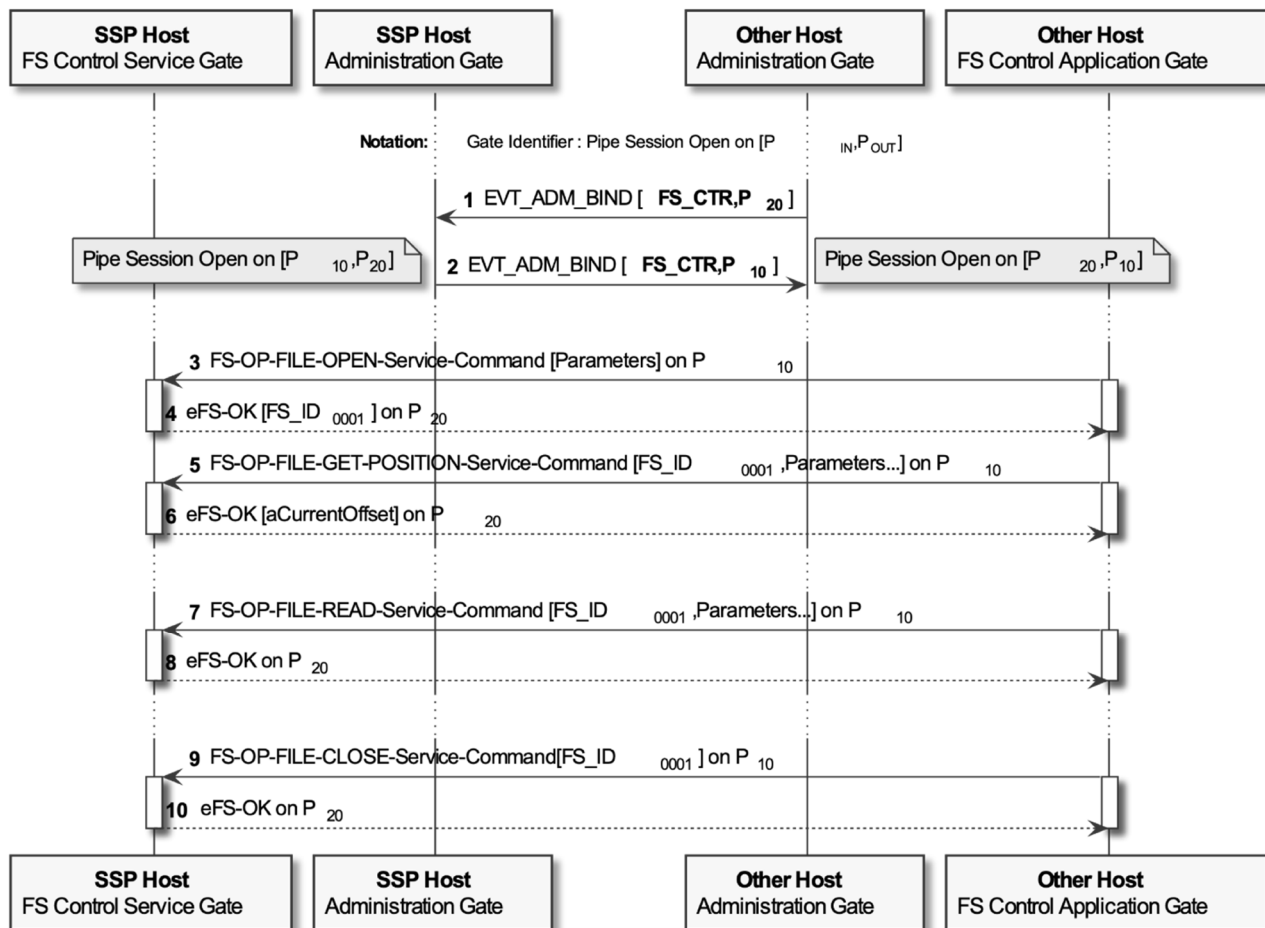 SSP Host
FS Control Service Gate
SSP Host
Administration Gate
Other Host
Administration Gate
Other Host
FS Control Application Gate
Notation: Gate Identifier : Pipe Session Open on [P IN,POUT]
1 EVT_ADM_BIND [ FS_CTR,P 20 ]
Pipe Session Open on [P 10 ,P20]
2 EVT_ADM_BIND [ FS_CTR,P 10 ]
Pipe Session Open on [P 20 ,P10]
3 FS-OP-FILE-OPEN-Service-Command [Parameters] on P 10
4 eFS-OK [FS_ID 0001 ] on P 20
5 FS-OP-FILE-GET-POSITION-Service-Command [FS_ID 0001 ,Parameters...] on P 10
6 eFS-OK [aCurrentOffset] on P 20
7 FS-OP-FILE-READ-Service-Command [FS_ID 0001 ,Parameters...] on P 10
8 eFS-OK on P 20
9 FS-OP-FILE-CLOSE-Service-Command[FS_ID 0001 ] on P 10
10 eFS-OK on P 20
SSP Host
FS Control Service Gate
SSP Host
Administration Gate
Other Host
Administration Gate
Other Host
FS Control Application Gate